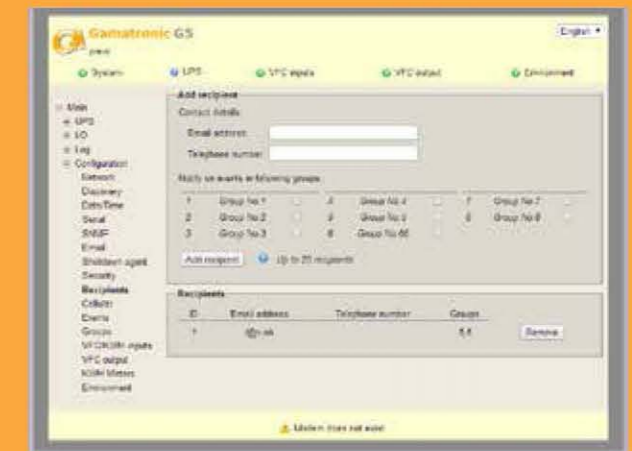 Gamatronic GS
English
System UPS VFC inputs VFC output Environment
Main
UPS
I/O
Log
Configuration
Network
Discovery
Date/Time
Serial
SNMP
Email
Shutdown agent
Security
Recipients
Cellular
Events
Groups
VFC/KWH inputs
VFC output
KWH Meters
Environment
Add recipient
Contact details
Email address:
Telephone number:
Notify on events in following groups
1 Group No.1 4 Group No.4 7 Group No.7
2 Group No.2 5 Group No.5 8 Group No.8
3 Group No.3 6 Group No.66
Add recipient Up to 20 recipients
Recipients
ID Email address Telephone number Groups
1 5,6 Remove
Modem does not exist